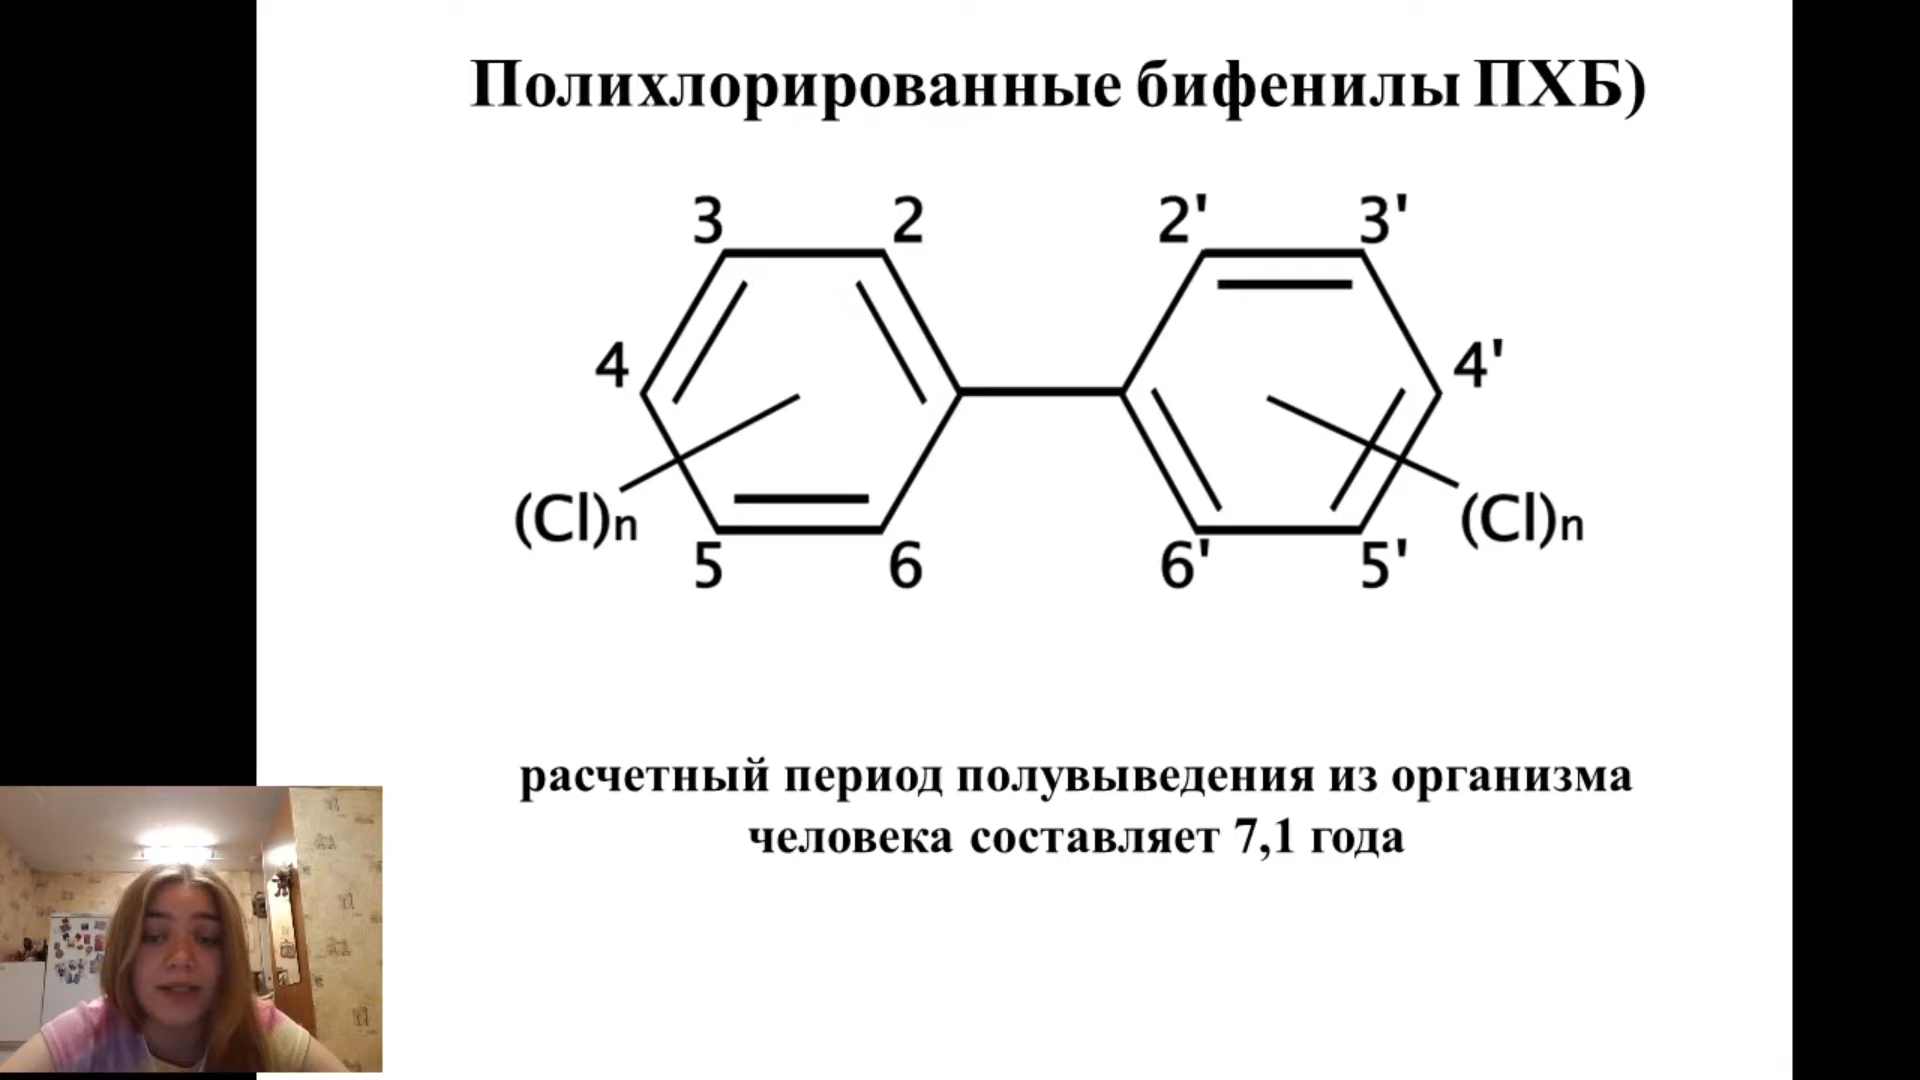 Полихлорированные бифенилы ПХБ)
3 2 2' 3'
4 4'
(Cl)n (Cl)n
5 6 6' 5'
расчетный период полувыведения из организма
человека составляет 7,1 года